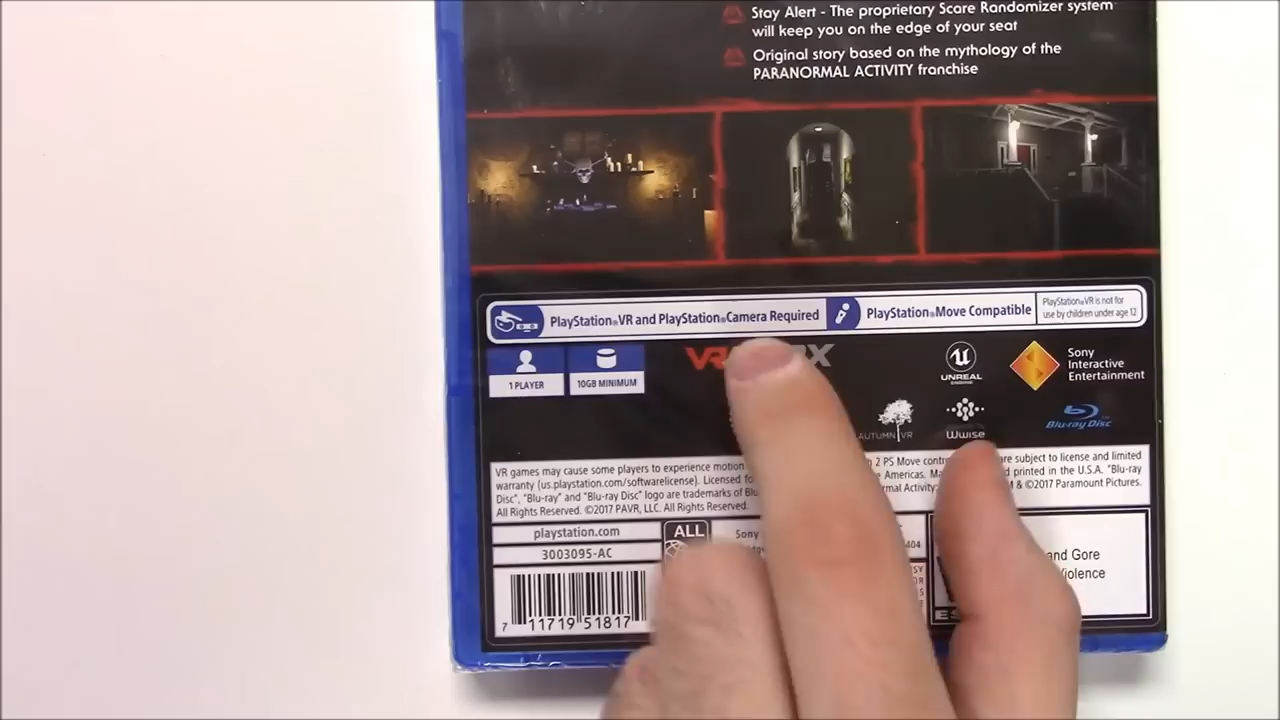 Stay Alert - The proprietary Scare Randomizer system
will keep you on the edge of your seat
Original story based on the mythology of the
PARANORMAL ACTIVITY franchise
PlayStation®VR and PlayStation®Camera Required
PlayStation®Move Compatible
PlayStation®VR is not for
use by children under age 12
1 PLAYER
10GB MINIMUM
VR
X
UNREAL
ENGINE
Sony
Interactive
Entertainment
AUTUMN VR
Wwise
Blu-ray Disc
VR games may cause some players to experience motion 2 PS Move are subject to license and limited
warranty (us.playstation.com/softwarelicense). Licensed Americas. printed in the U.S.A. "Blu-ray
Disc", "Blu-ray" and "Blu-ray Disc" logo are trademarks of Activity: & ©2017 Paramount Pictures.
All Rights Reserved. ©2017 PAVR, LLC. All Rights Reserved.
playstation.com
3003095-AC
ALL
Sony
404
and Gore
Violence
7 11719 51817